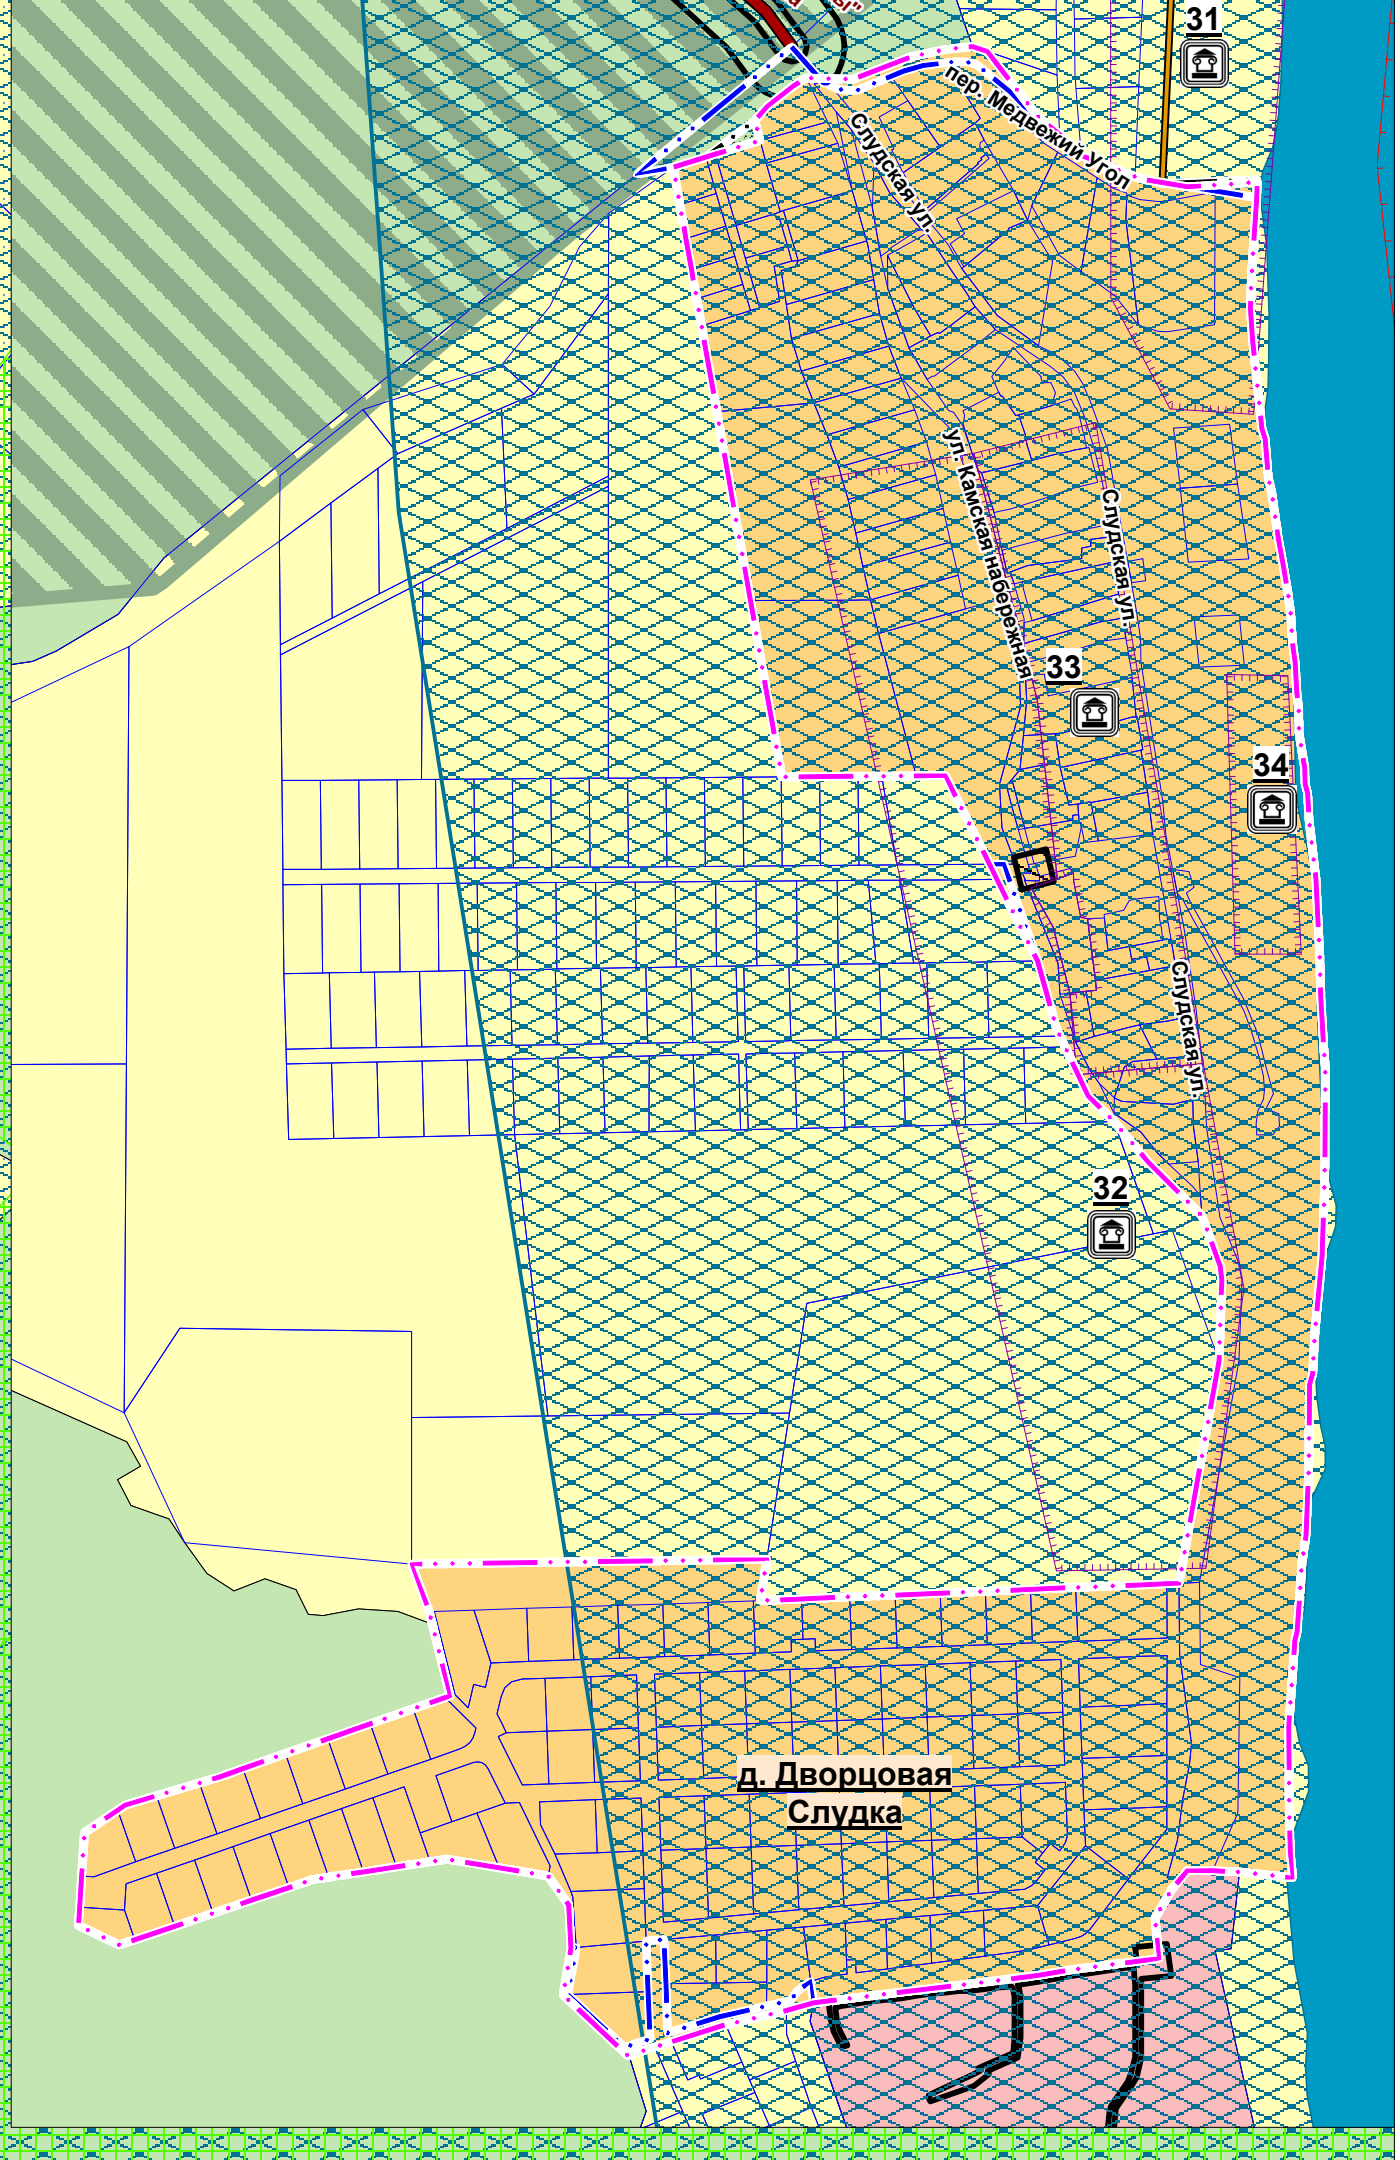 ы"
31
пер. Медвежий Угол
Слудская ул.
ул. Камская набережная
Слудская ул.
33
34
Слудская ул.
32
д. Дворцовая
Слудка